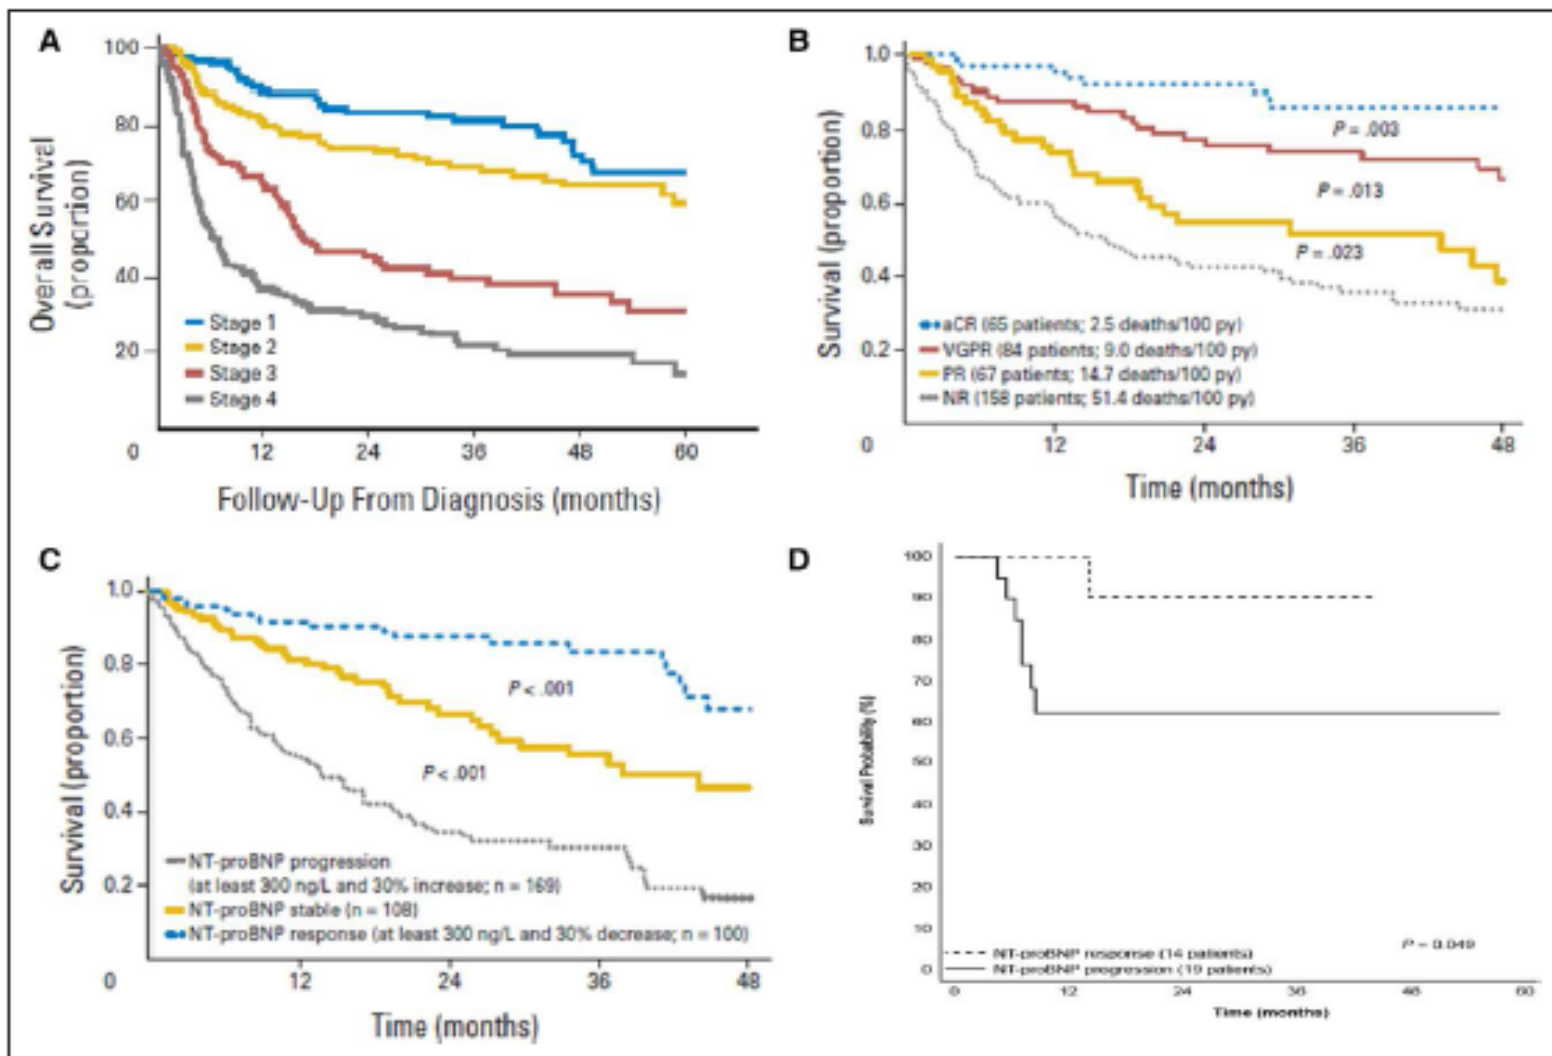 A
Overall Survival
(proportion)
100
80
60
40
20
0
Stage 1
Stage 2
Stage 3
Stage 4
12 24 36 48 60
Follow-Up From Diagnosis (months)
B
Survival (proportion)
1.0
0.8
0.6
0.4
0.2
0
P = .003
P = .013
P = .023
aCR (65 patients; 2.5 deaths/100 py)
VGPR (84 patients; 9.0 deaths/100 py)
PR (67 patients; 14.7 deaths/100 py)
NR (158 patients; 51.4 deaths/100 py)
12 24 36 48
Time (months)
C
Survival (proportion)
1.0
0.8
0.6
0.4
0.2
0
P < .001
P < .001
NT-proBNP progression
(at least 300 ng/L and 30% increase; n = 169)
NT-proBNP stable (n = 108)
NT-proBNP response (at least 300 ng/L and 30% decrease; n = 100)
12 24 36 48
Time (months)
D
Survival Probability (%)
100
90
80
70
60
50
40
30
20
10
0
NT-proBNP response (14 patients)
NT-proBNP progression (19 patients)
P = 0.049
0 12 24 36 48 60
Time (months)